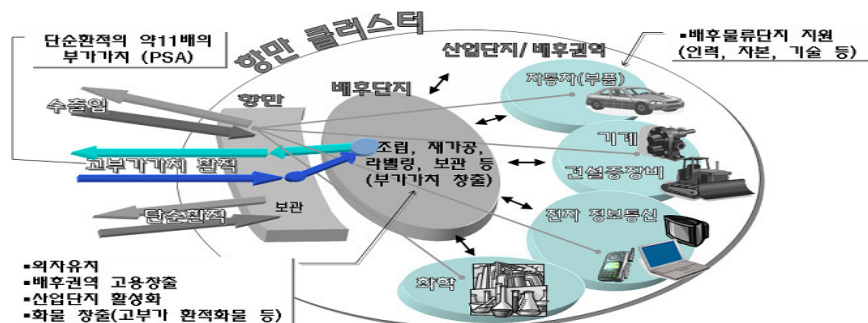 항만 클러스터
단순환적의 약11배의
부가가치 (PSA)
산업단지/ 배후권역
▪배후물류단지 지원
(인력, 자본, 기술 등)
수출입
항만
배후단지
자동차(부품)
고부가가치 환적
조립, 재가공,
라벨링, 보관 등
(부가가치 창출)
기계
건설중장비
단순환적
보관
전자 정보통신
화학
▪외자유치
▪배후권역 고용창출
▪산업단지 활성화
▪화물 창출(고부가 환적화물 등)